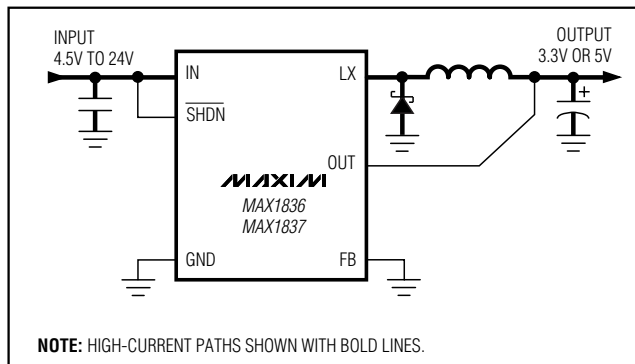 INPUT
4.5V TO 24V
OUTPUT
3.3V OR 5V
IN
LX
SHDN
+
OUT
MAXIM
MAX1836
MAX1837
GND
FB
NOTE: HIGH-CURRENT PATHS SHOWN WITH BOLD LINES.